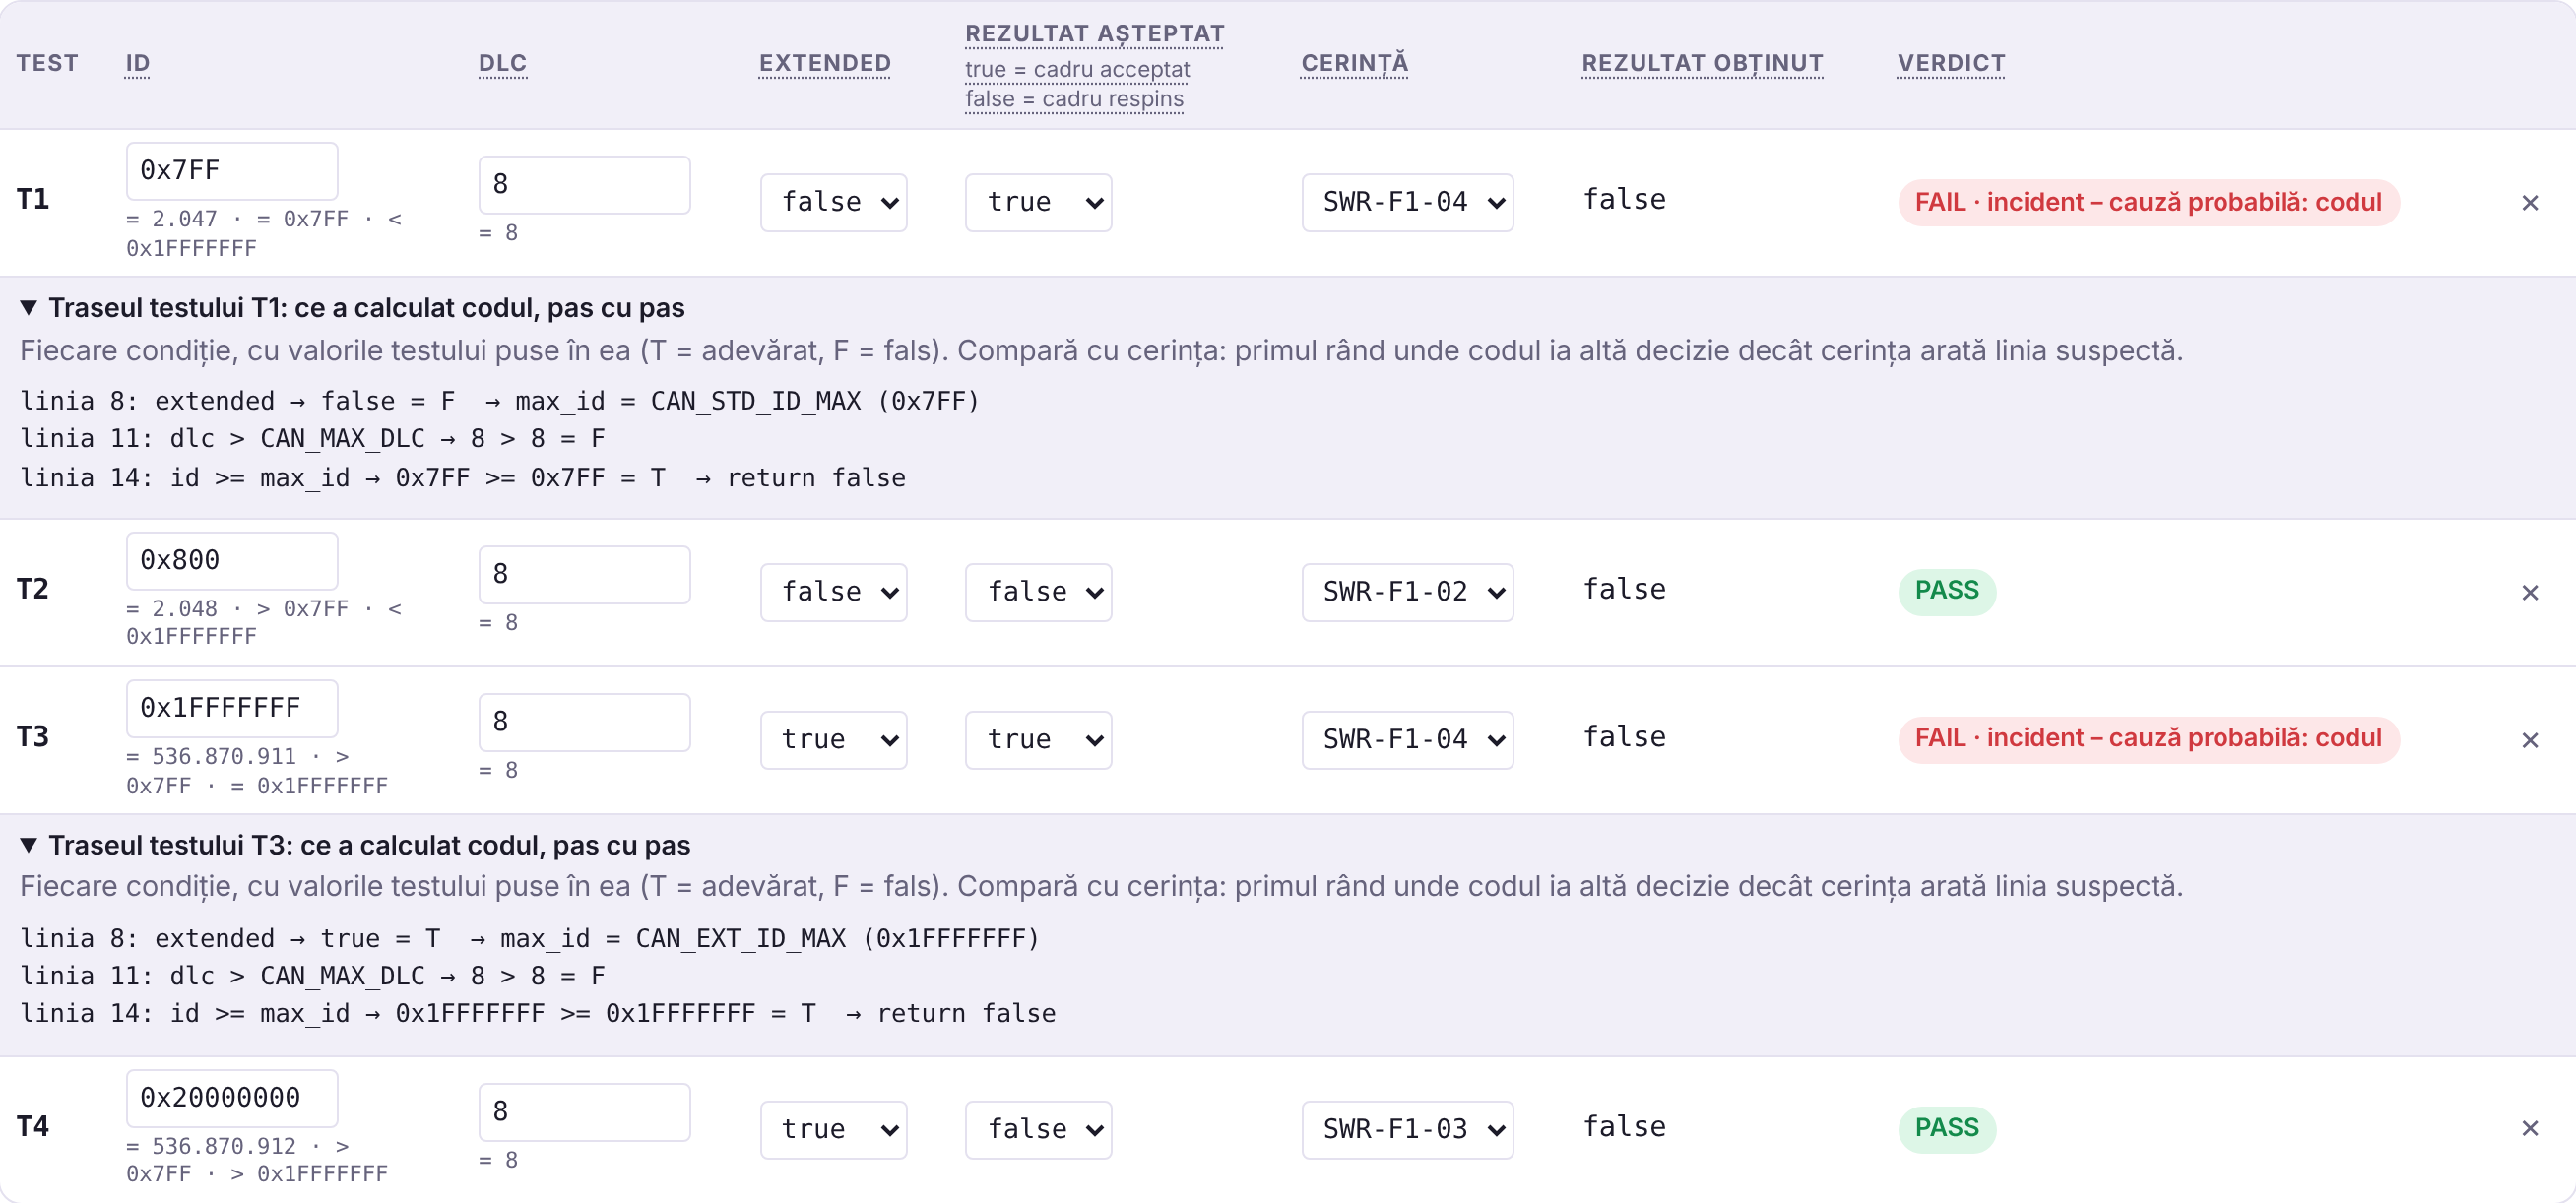 TEST ID DLC EXTENDED REZULTAT AȘTEPTAT CERINȚĂ REZULTAT OBȚINUT VERDICT
true = cadru acceptat
false = cadru respins
T1 0x7FF 8 false true SWR-F1-04 false FAIL · incident – cauză probabilă: codul ×
= 2.047 · = 0x7FF · < = 8
0x1FFFFFFF
▼ Traseul testului T1: ce a calculat codul, pas cu pas
Fiecare condiție, cu valorile testului puse în ea (T = adevărat, F = fals). Compară cu cerința: primul rând unde codul ia altă decizie decât cerința arată linia suspectă.
linia 8: extended → false = F → max_id = CAN_STD_ID_MAX (0x7FF)
linia 11: dlc > CAN_MAX_DLC → 8 > 8 = F
linia 14: id >= max_id → 0x7FF >= 0x7FF = T → return false
T2 0x800 8 false false SWR-F1-02 false PASS ×
= 2.048 · > 0x7FF · < = 8
0x1FFFFFFF
T3 0x1FFFFFFF 8 true true SWR-F1-04 false FAIL · incident – cauză probabilă: codul ×
= 536.870.911 · > = 8
0x7FF · = 0x1FFFFFFF
▼ Traseul testului T3: ce a calculat codul, pas cu pas
Fiecare condiție, cu valorile testului puse în ea (T = adevărat, F = fals). Compară cu cerința: primul rând unde codul ia altă decizie decât cerința arată linia suspectă.
linia 8: extended → true = T → max_id = CAN_EXT_ID_MAX (0x1FFFFFFF)
linia 11: dlc > CAN_MAX_DLC → 8 > 8 = F
linia 14: id >= max_id → 0x1FFFFFFF >= 0x1FFFFFFF = T → return false
T4 0x20000000 8 true false SWR-F1-03 false PASS ×
= 536.870.912 · > = 8
0x7FF · > 0x1FFFFFFF